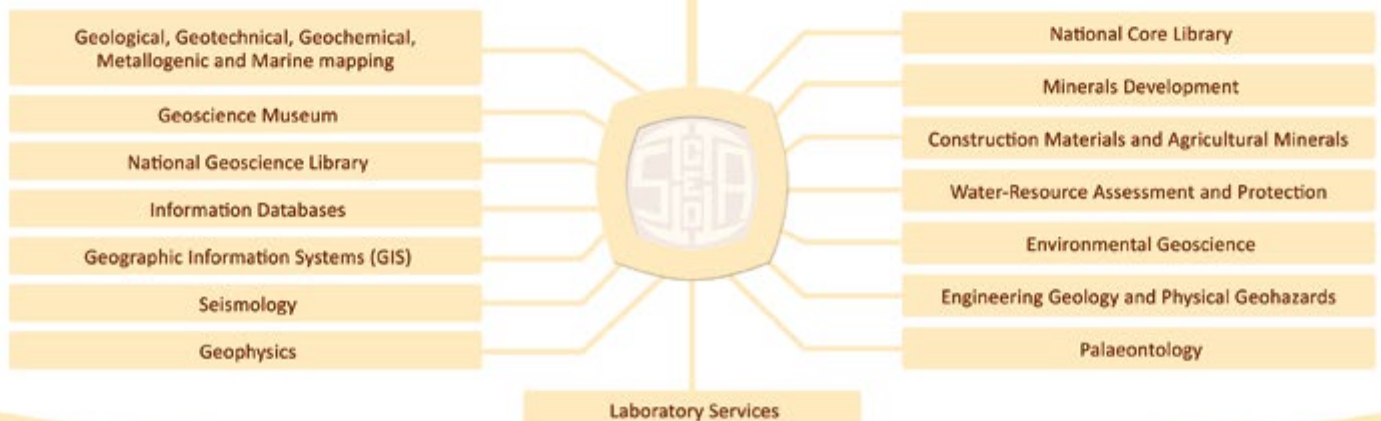 Geological, Geotechnical, Geochemical,
Metallogenic and Marine mapping
Geoscience Museum
National Geoscience Library
Information Databases
Geographic Information Systems (GIS)
Seismology
Geophysics
National Core Library
Minerals Development
Construction Materials and Agricultural Minerals
Water-Resource Assessment and Protection
Environmental Geoscience
Engineering Geology and Physical Geohazards
Palaeontology
Laboratory Services